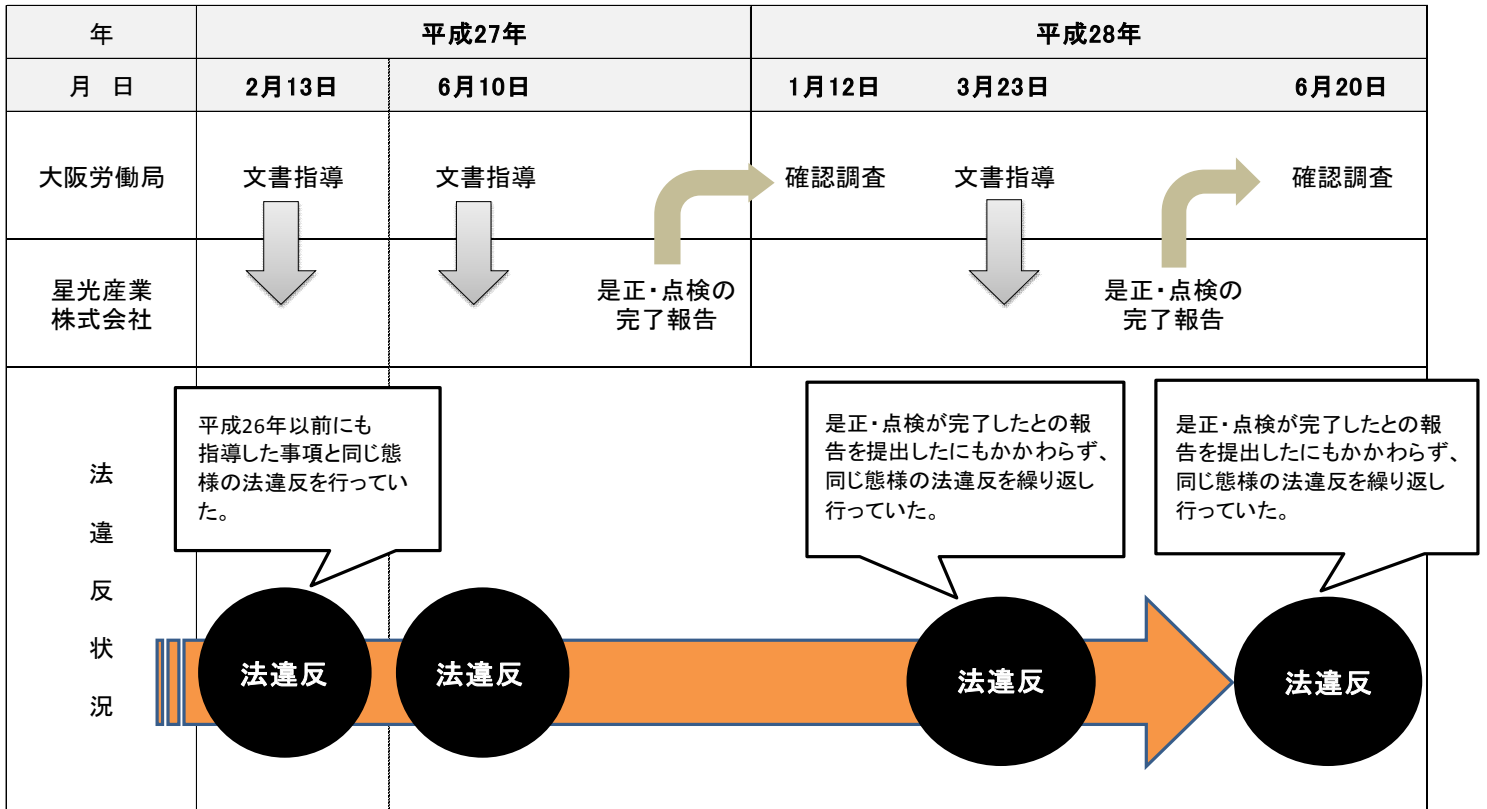 年
平成27年
平成28年
月 日
2月13日
6月10日
1月12日
3月23日
6月20日
大阪労働局
文書指導
文書指導
確認調査
文書指導
確認調査
星光産業
株式会社
是正・点検の
完了報告
是正・点検の
完了報告
法
違
反
状
況
平成26年以前にも
指導した事項と同じ態
様の法違反を行ってい
た。
是正・点検が完了したとの報
告を提出したにもかかわらず、
同じ態様の法違反を繰り返し
行っていた。
是正・点検が完了したとの報
告を提出したにもかかわらず、
同じ態様の法違反を繰り返し
行っていた。
法違反
法違反
法違反
法違反